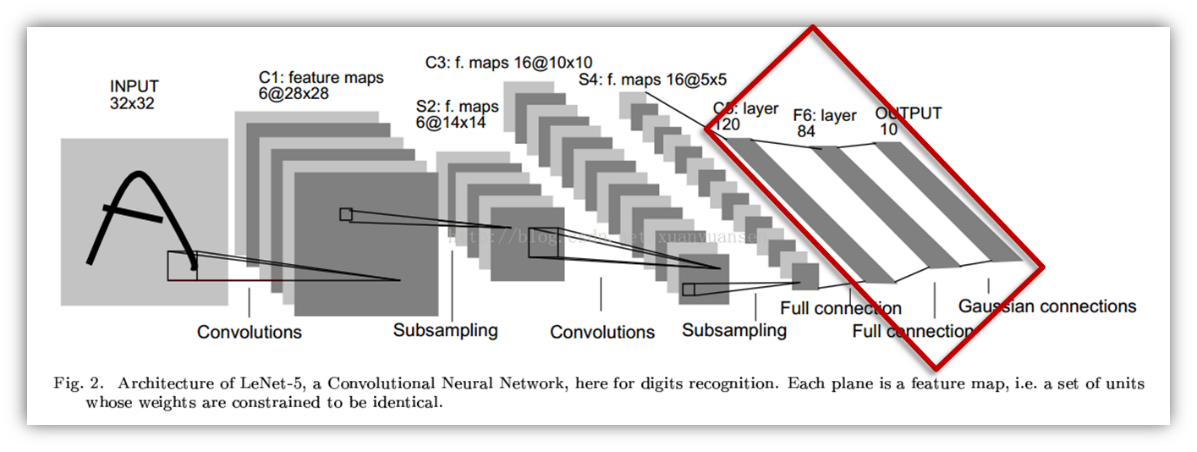 INPUT
32x32
C1: feature maps
6@28x28
S2: f. maps
6@14x14
C3: f. maps 16@10x10
S4: f. maps 16@5x5
C5: layer
120
F6: layer
84
OUTPUT
10
Convolutions
Subsampling
Convolutions
Subsampling
Full connection
Full connection
Gaussian connections
Fig. 2. Architecture of LeNet-5, a Convolutional Neural Network, here for digits recognition. Each plane is a feature map, i.e. a set of units
whose weights are constrained to be identical.